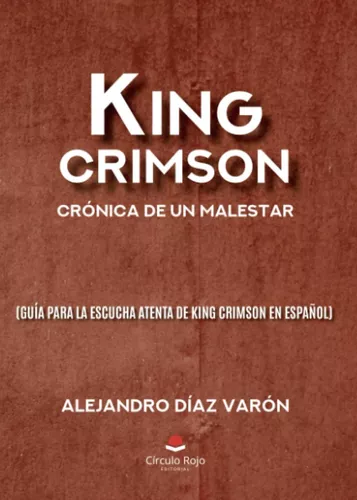 KING
CRIMSON
CRÓNICA DE UN MALESTAR
(GUÍA PARA LA ESCUCHA ATENTA DE KING CRIMSON EN ESPAÑOL)
ALEJANDRO DÍAZ VARÓN
Círculo Rojo
EDITORIAL